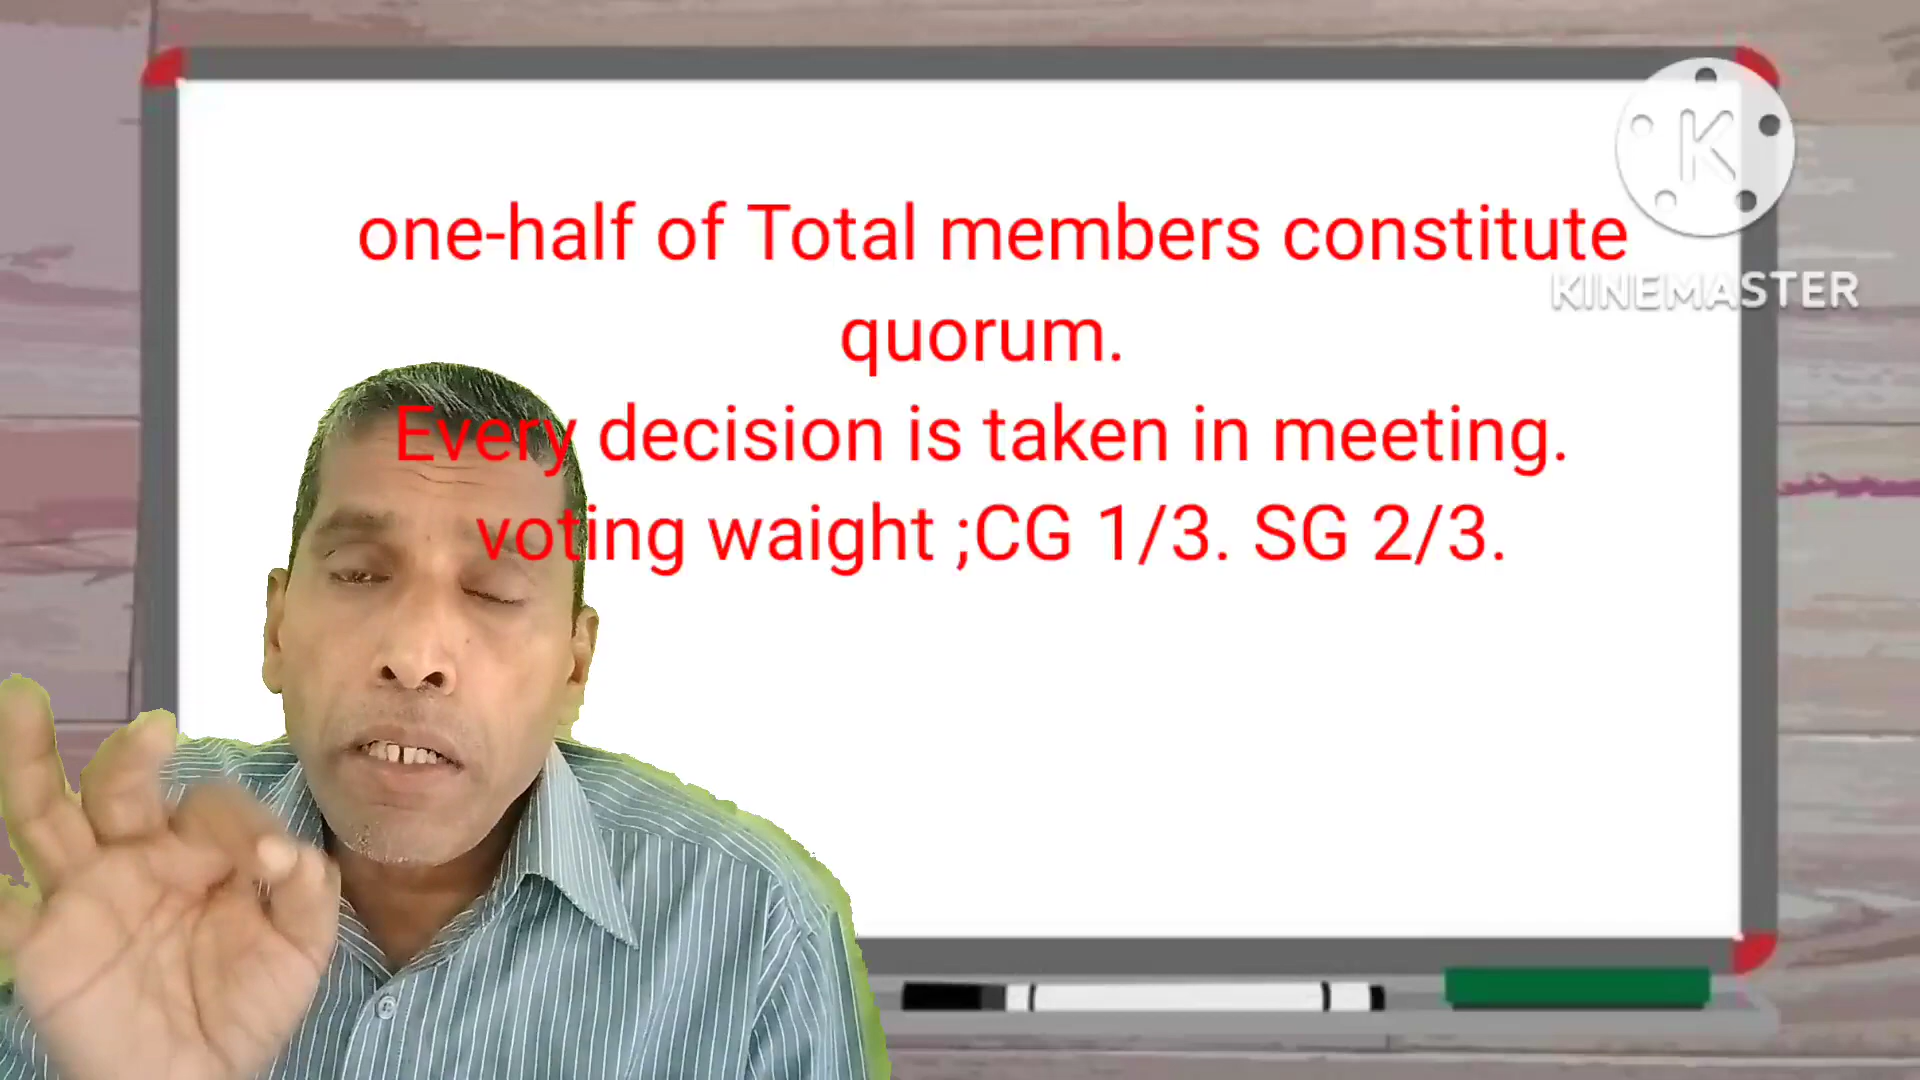 one-half of Total members constitute
quorum.
Every decision is taken in meeting.
voting waight ;CG 1/3. SG 2/3.
K
KINEMASTER